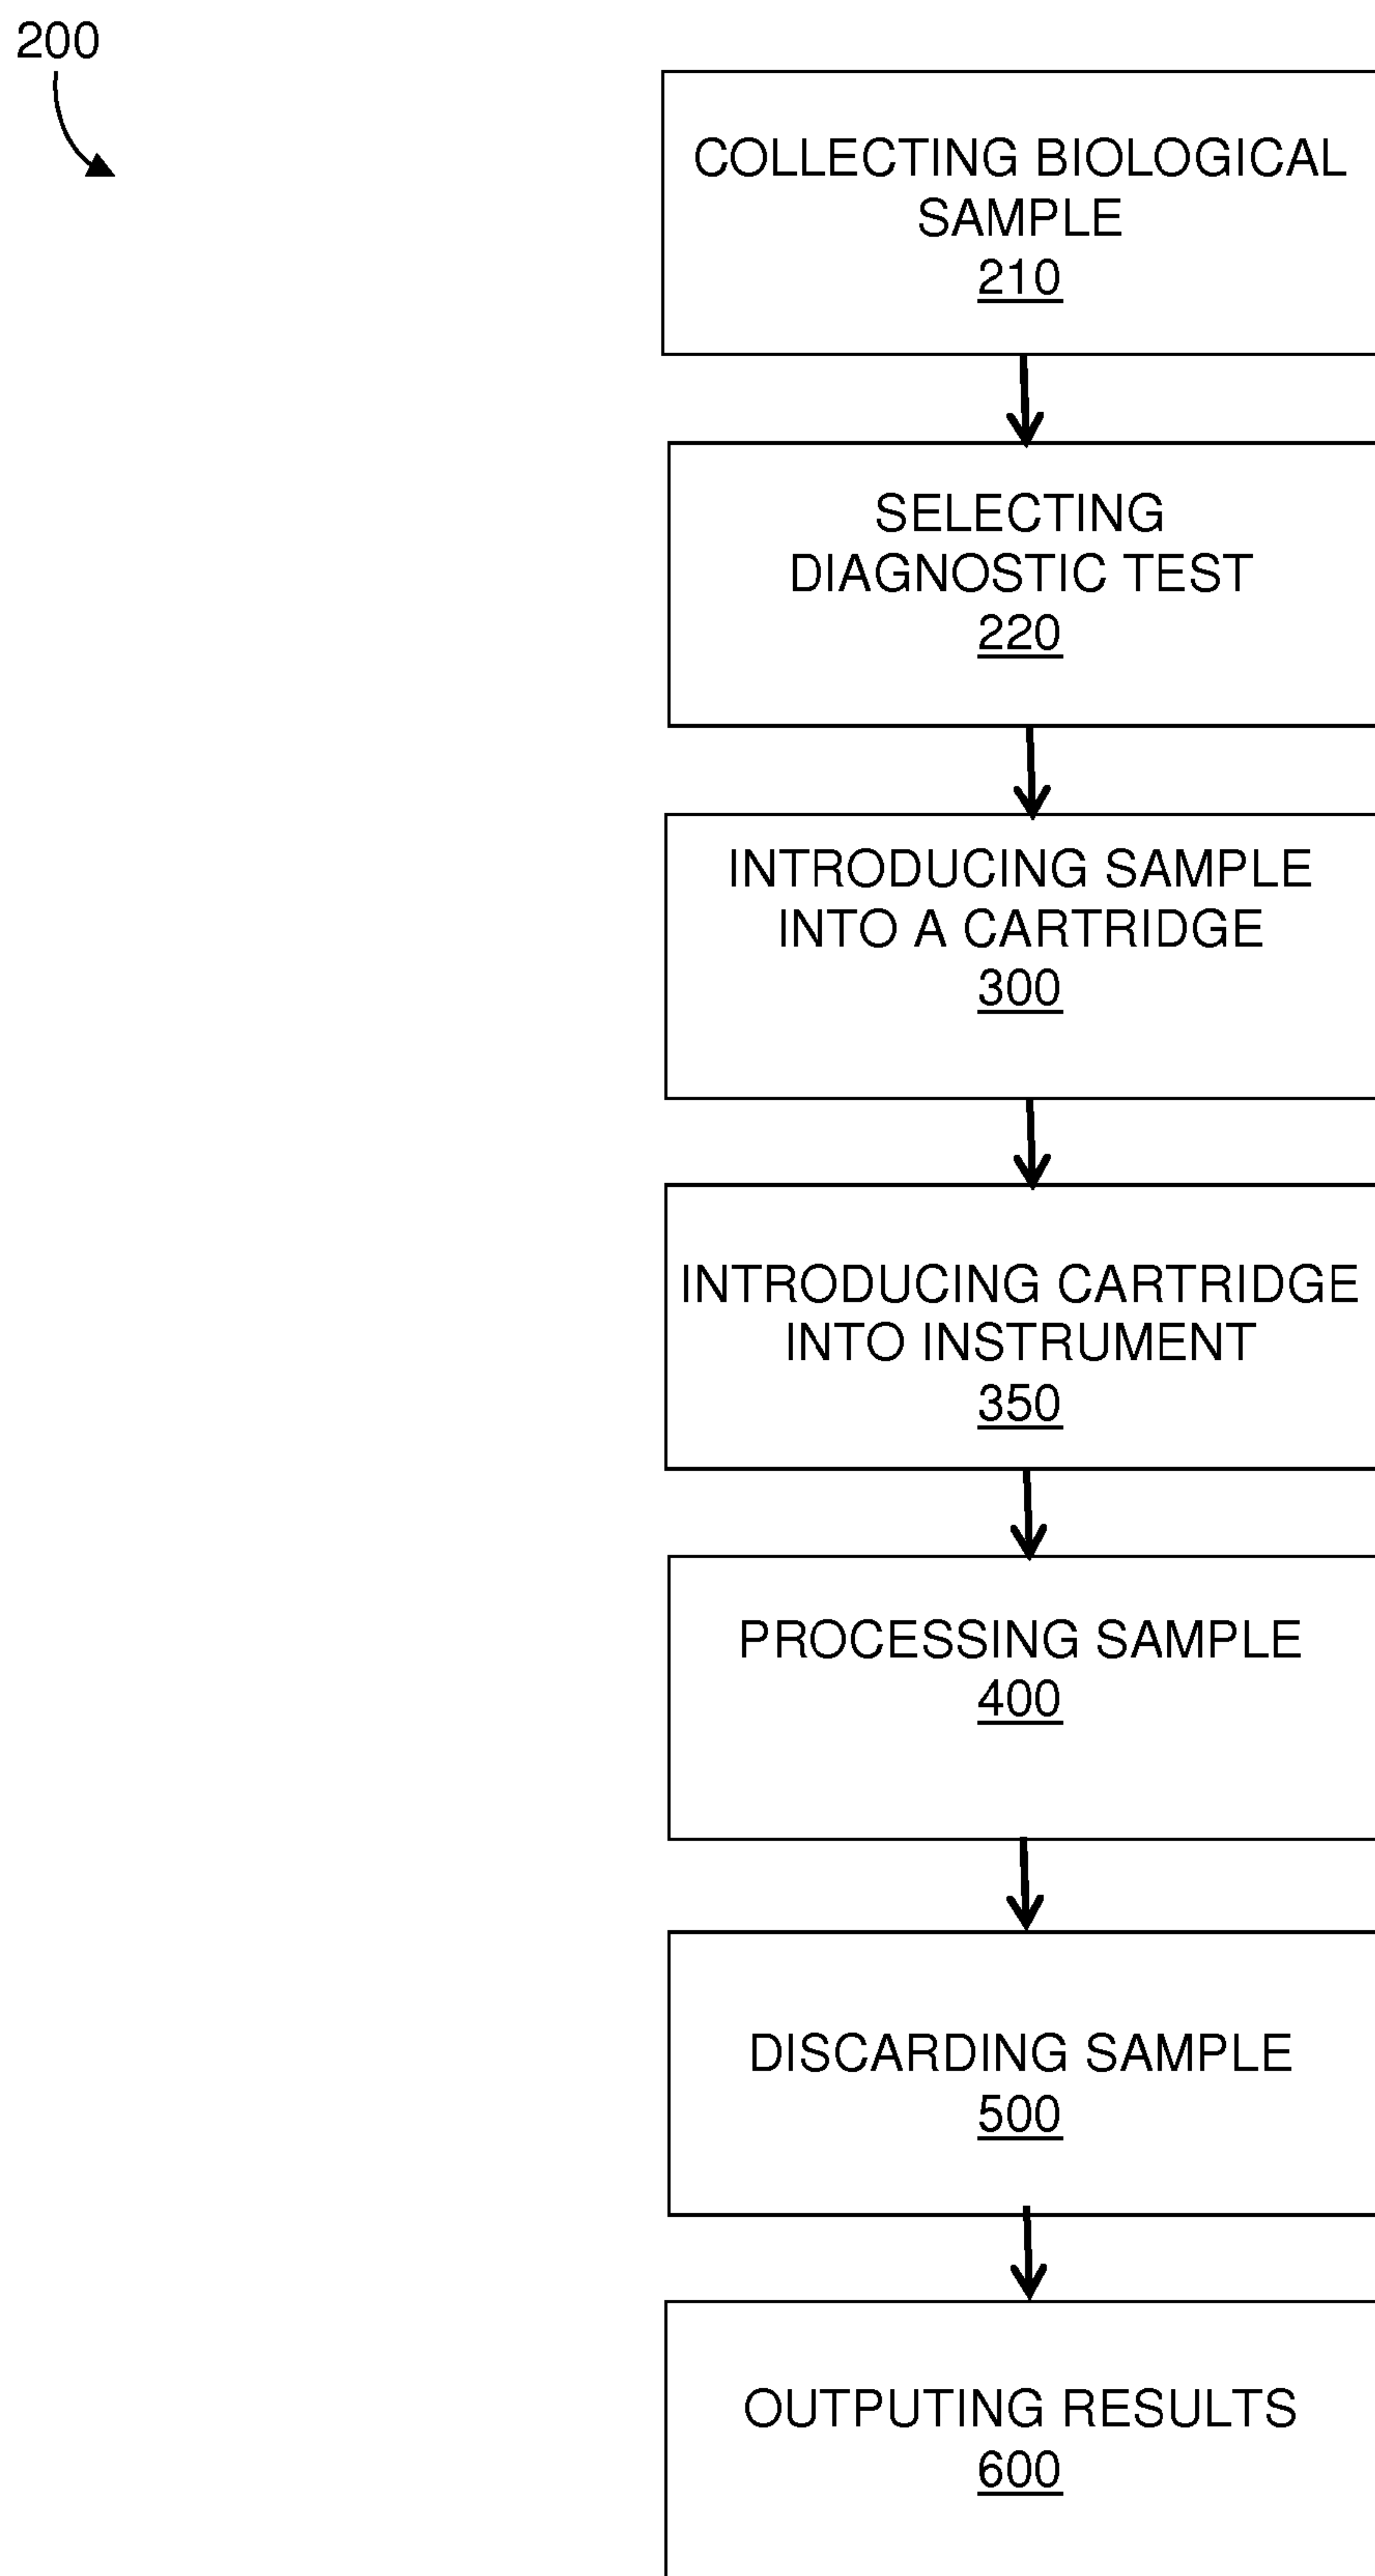 200
COLLECTING BIOLOGICAL
SAMPLE
210
SELECTING
DIAGNOSTIC TEST
220
INTRODUCING SAMPLE
INTO A CARTRIDGE
300
INTRODUCING CARTRIDGE
INTO INSTRUMENT
350
PROCESSING SAMPLE
400
DISCARDING SAMPLE
500
OUTPUTING RESULTS
600